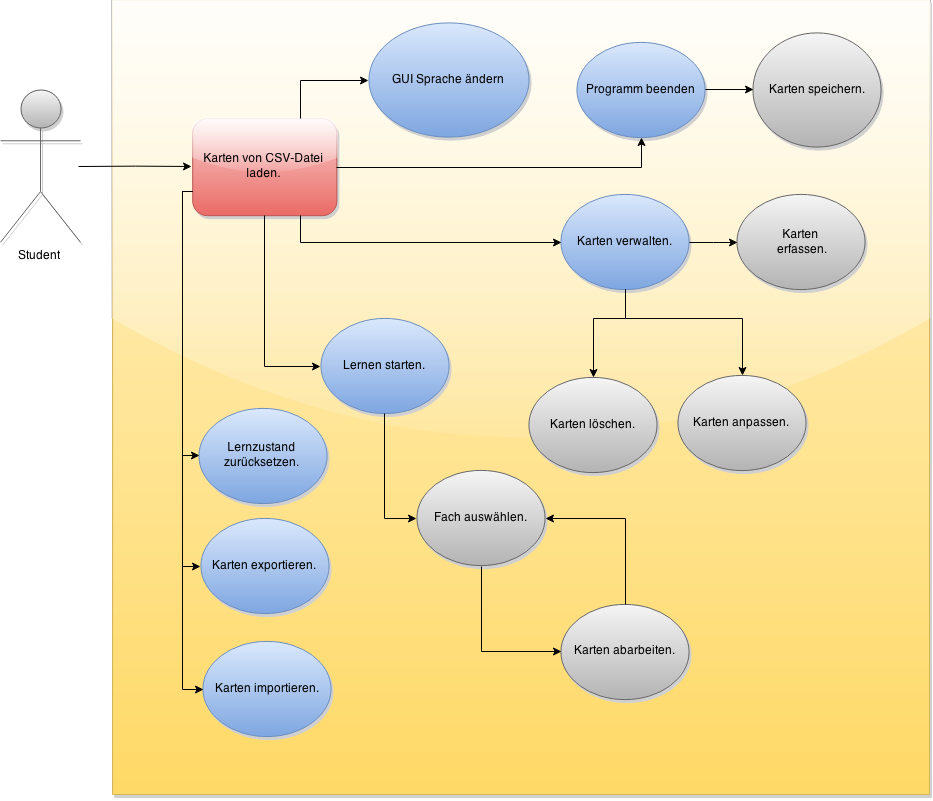 GUI Sprache ändern
Programm beenden
Karten speichern.
Karten von CSV-Datei
laden.
Student
Karten verwalten.
Karten
erfassen.
Lernen starten.
Karten löschen.
Karten anpassen.
Lernzustand
zurücksetzen.
Fach auswählen.
Karten exportieren.
Karten abarbeiten.
Karten importieren.